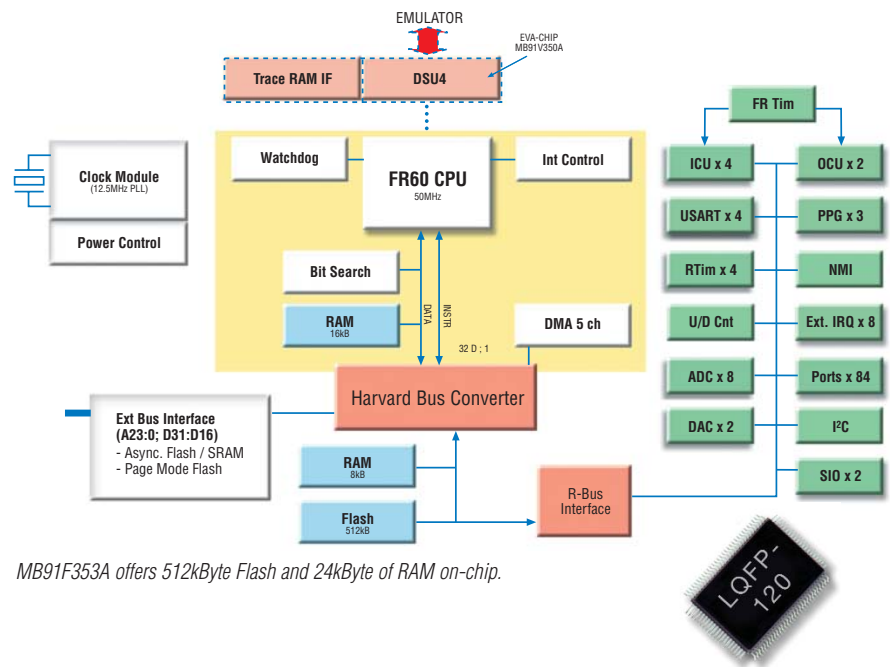 EMULATOR
EVA-CHIP
MB91V350A
Trace RAM IF
DSU4
FR Tim
Clock Module
(12.5MHz PLL)
Power Control
Watchdog
FR60 CPU
50MHz
Int Control
ICU x 4
OCU x 2
USART x 4
PPG x 3
Bit Search
RTim x 4
NMI
RAM
16kB
DATA
INSTR
DMA 5 ch
32 D ; 1
U/D Cnt
Ext. IRQ x 8
ADC x 8
Ports x 84
Harvard Bus Converter
Ext Bus Interface
(A23:0; D31:D16)
- Async. Flash / SRAM
- Page Mode Flash
DAC x 2
I²C
RAM
8kB
SIO x 2
R-Bus
Interface
Flash
512kB
MB91F353A offers 512kByte Flash and 24kByte of RAM on-chip.
LQFP-
120